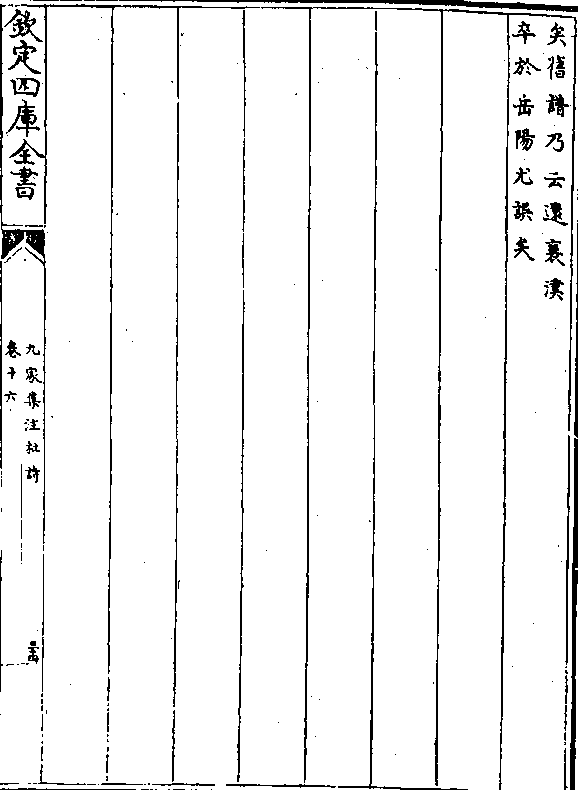 矣舊譜乃云還襄漢
卒於岳陽尤誤矣
欽定四庫全書
九家集注杜詩
卷十六